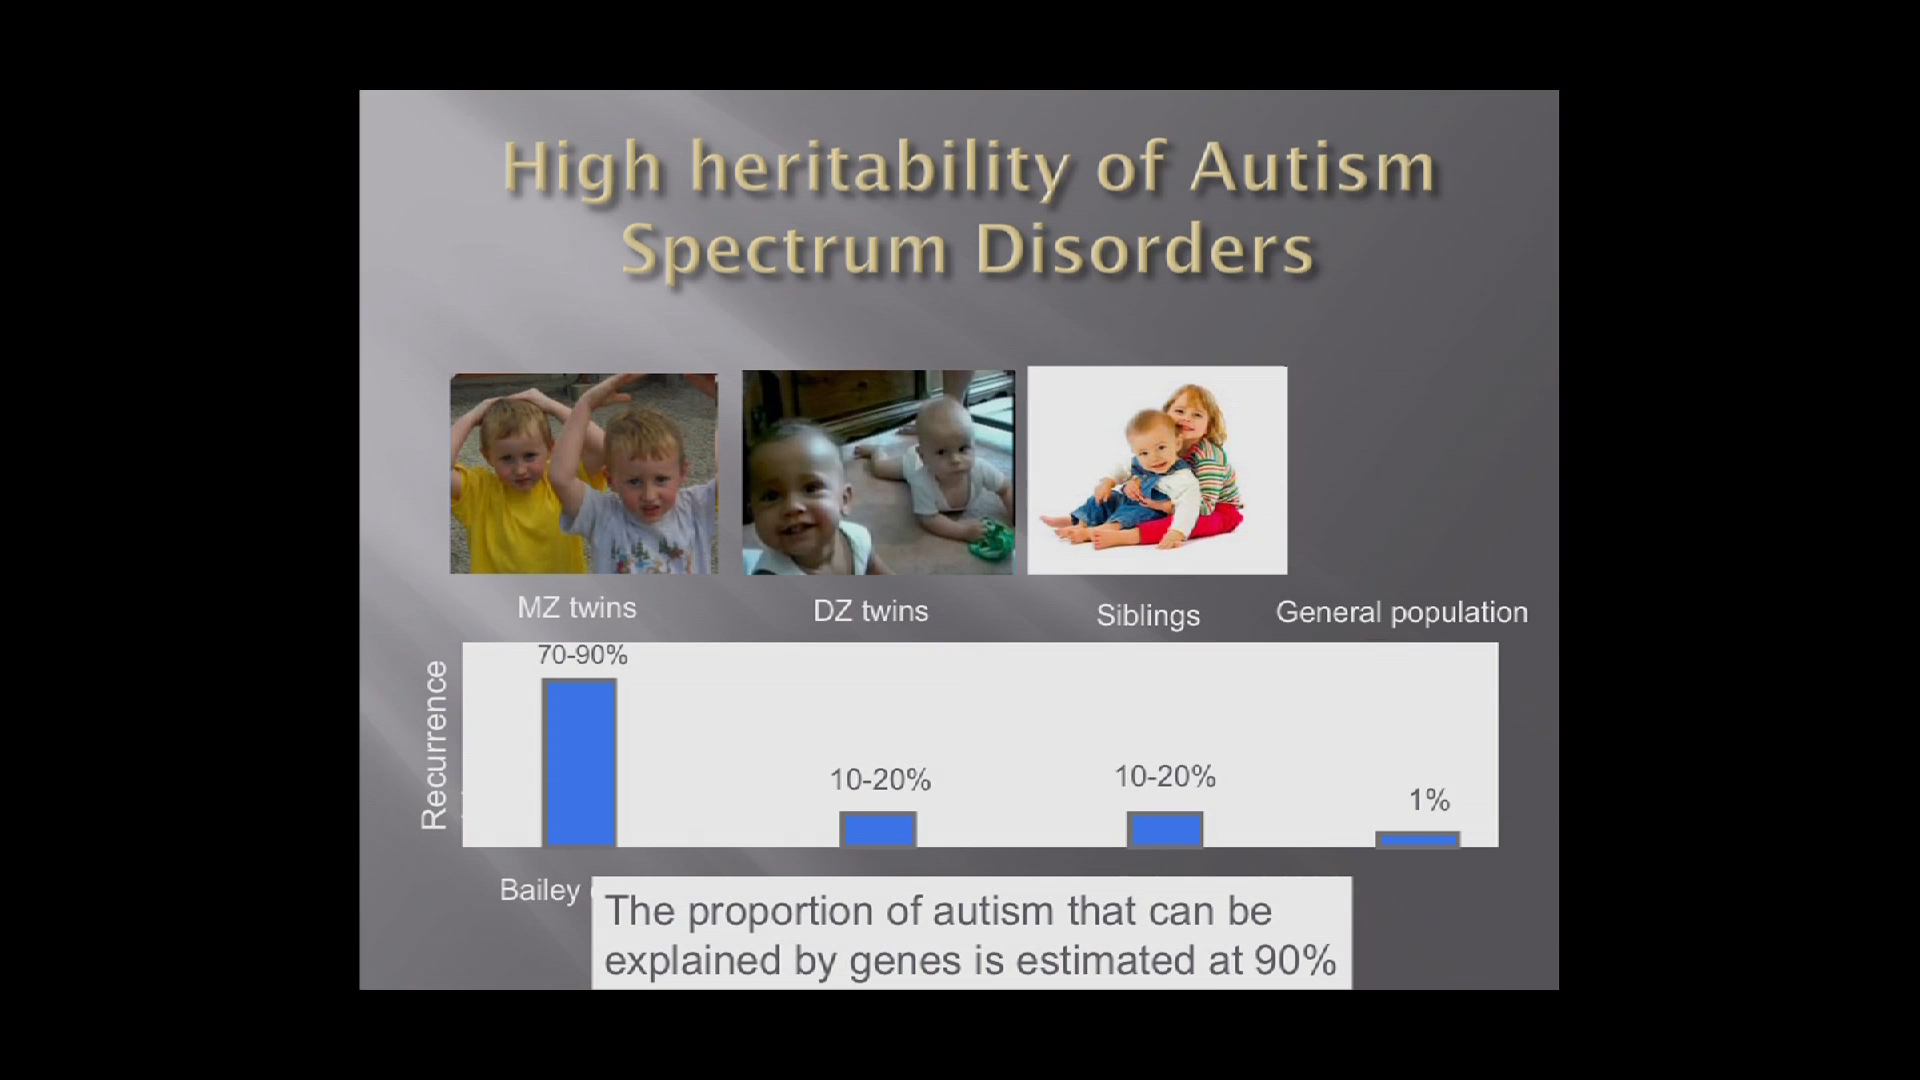 High heritability of Autism
Spectrum Disorders
MZ twins
DZ twins
Siblings
General population
Recurrence
70-90%
10-20%
10-20%
1%
Bailey
The proportion of autism that can be
explained by genes is estimated at 90%